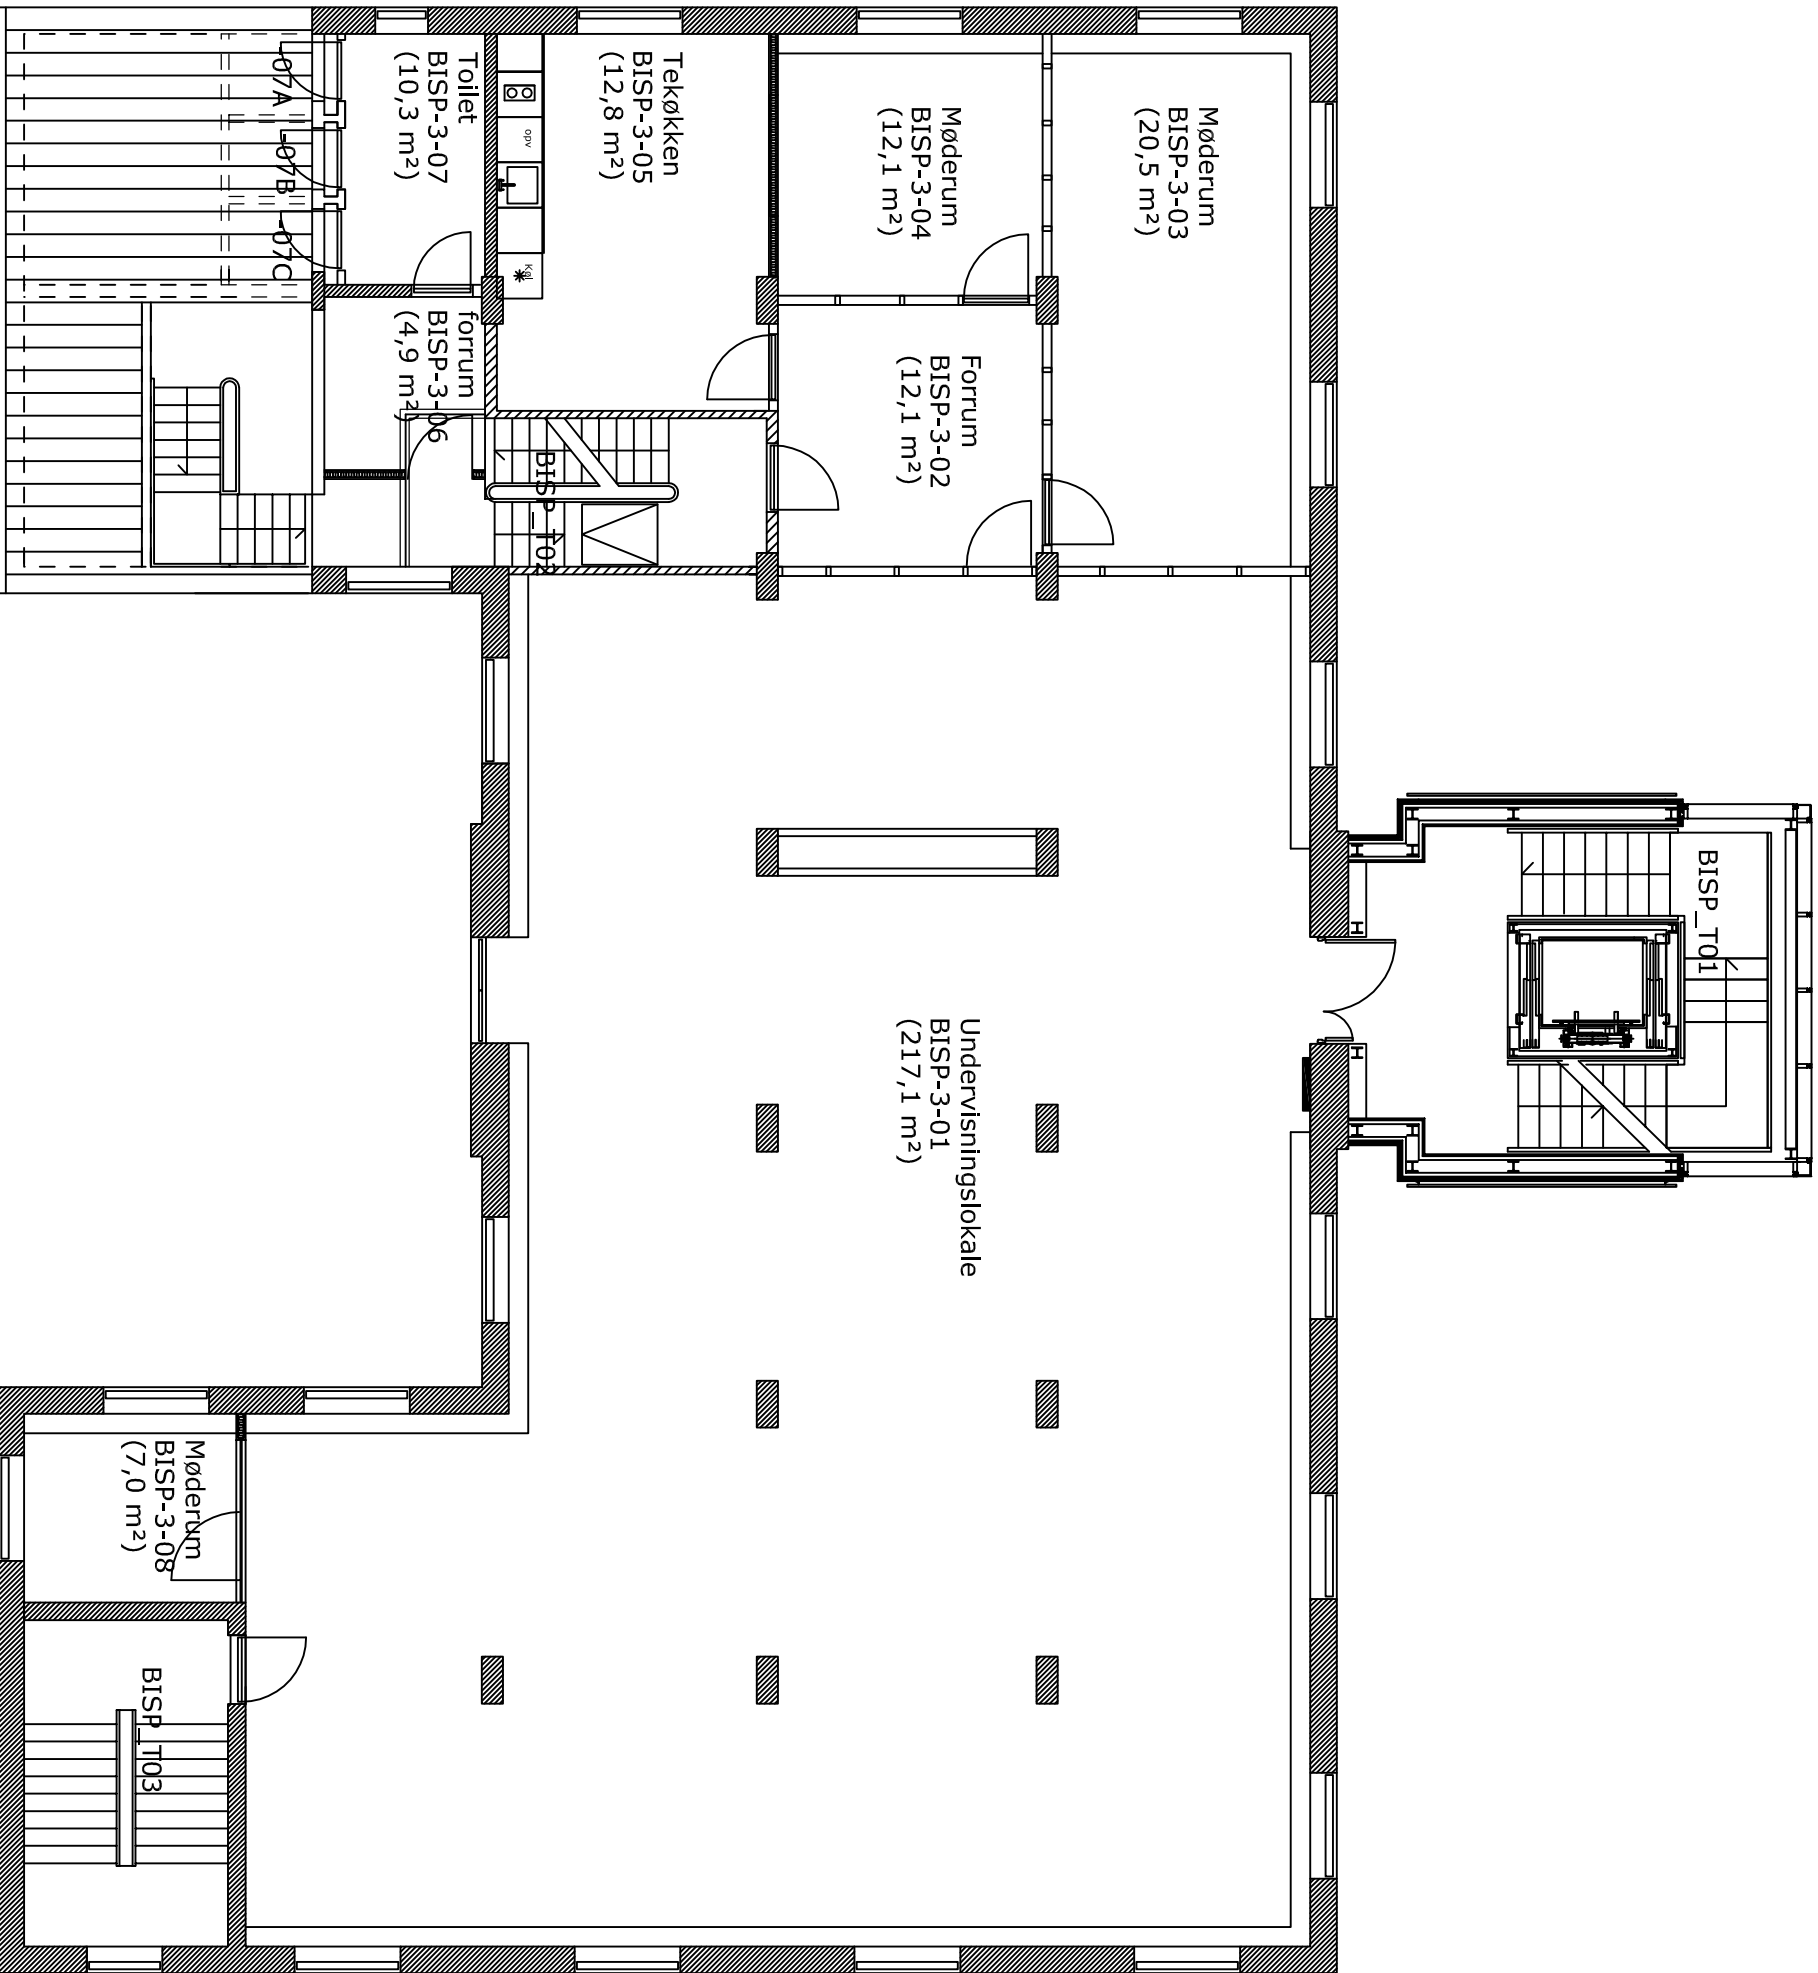 Toilet
BISP-3-07
(10,3 m²)
-07A
-07B
-07C
Tekøkken
BISP-3-05
(12,8 m²)
opv
Køl
Møderum
BISP-3-04
(12,1 m²)
Møderum
BISP-3-03
(20,5 m²)
forrum
BISP-3-06
(4,9 m²)
Forrum
BISP-3-02
(12,1 m²)
BISP_T02
BISP_T01
Undervisningslokale
BISP-3-01
(217,1 m²)
Møderum
BISP-3-08
(7,0 m²)
BISP_T03